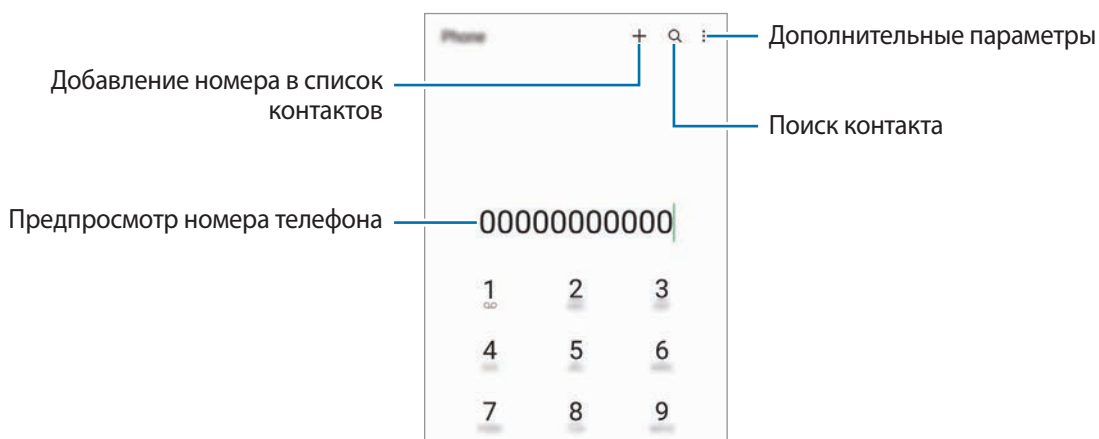 Phone
Дополнительные параметры
Добавление номера в список
контактов
Поиск контакта
Предпросмотр номера телефона
00000000000
1 2 3
4 5 6
7 8 9